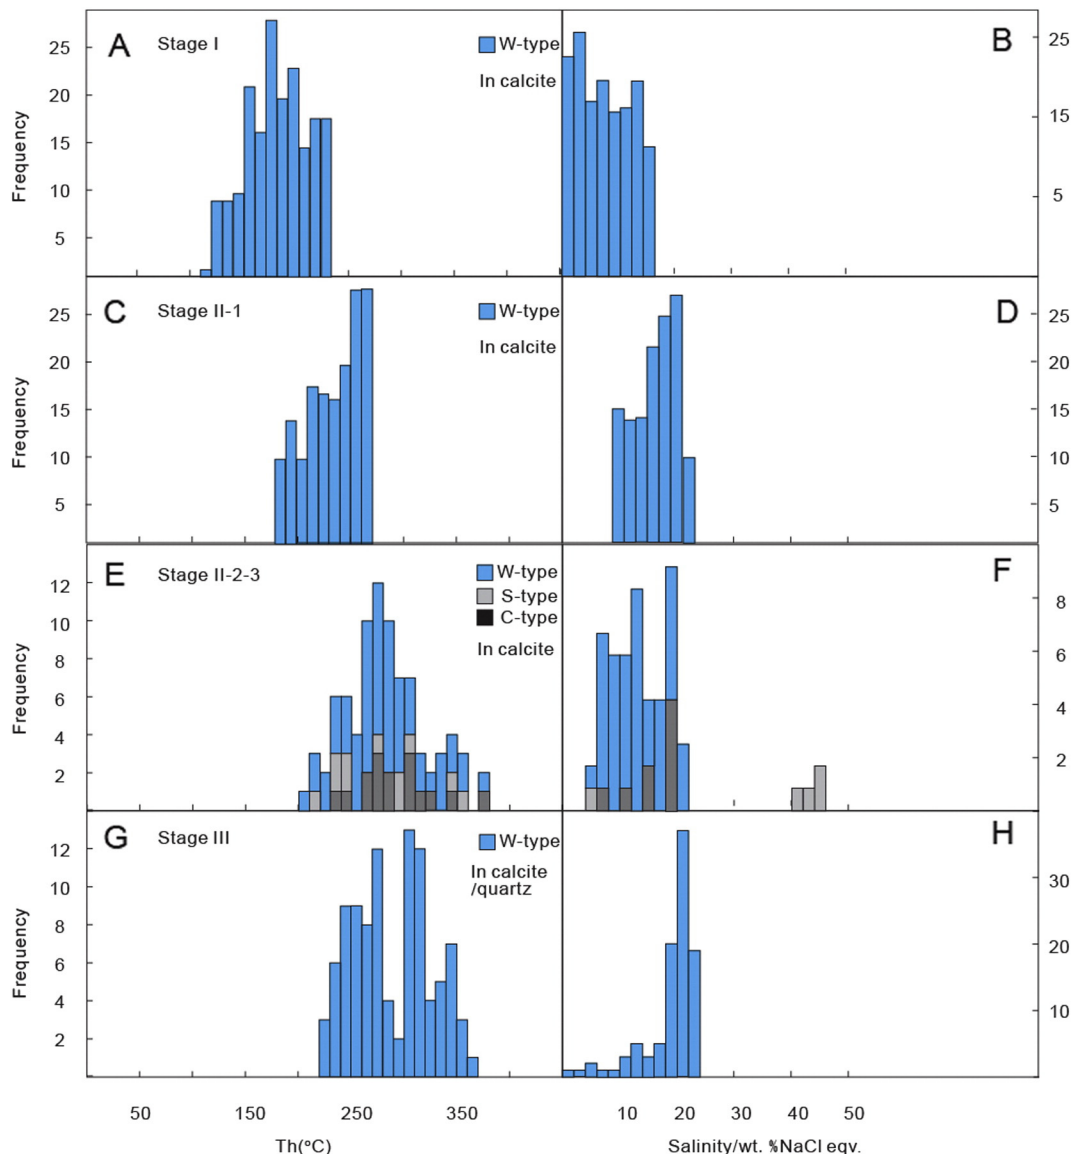 A Stage I W-type B
In calcite
Frequency
25
20
15
10
5
25
15
5
C Stage II-1 W-type D
In calcite
Frequency
25
20
15
10
5
25
20
15
10
5
E Stage II-2-3 W-type F
S-type
C-type
In calcite
Frequency
12
10
8
6
4
2
8
6
4
2
G Stage III W-type H
In calcite
/quartz
Frequency
12
10
8
6
4
2
30
20
10
50 150 250 350 10 20 30 40 50
Th(°C) Salinity/wt. %NaCl eqv.